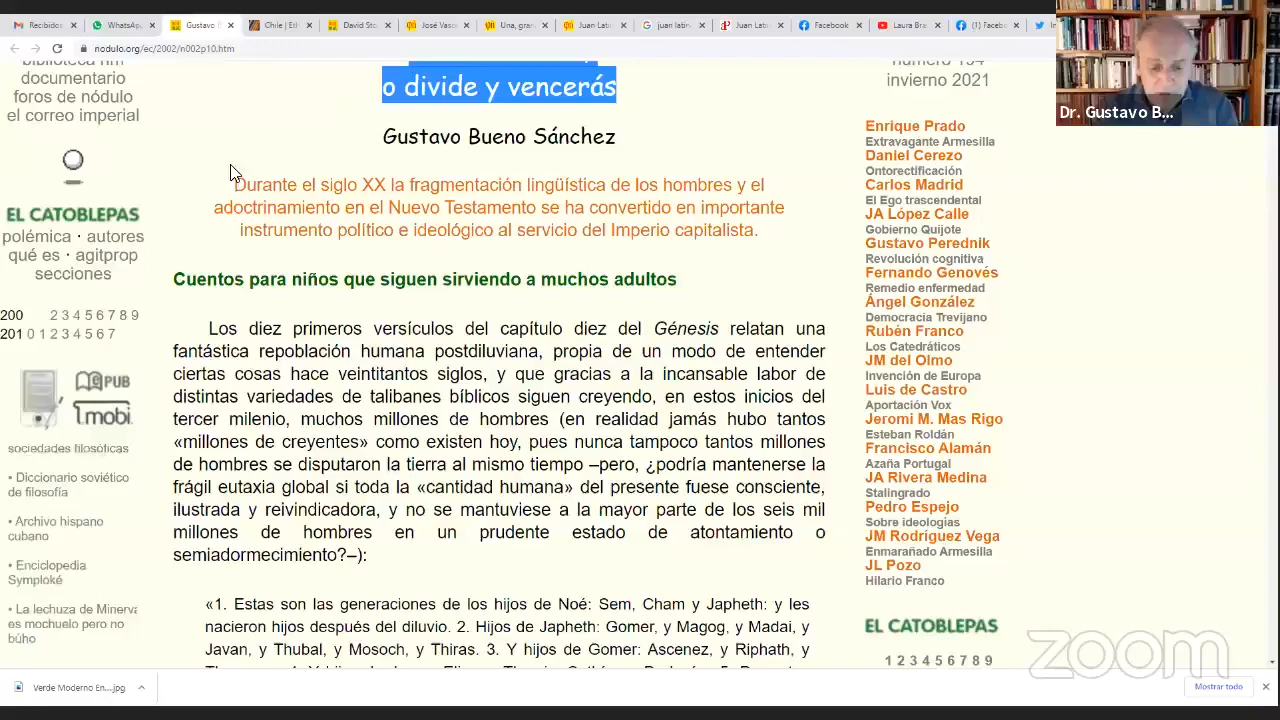 Recibidos
WhatsAp
Gustavo B
Chile | Eth
David Sto
José Vasc
Una, gran
Juan Lati
juan latin
Juan Lati
Facebook
Laura Bra
(1) Faceb
nodulo.org/ec/2002/n002p10.htm
documentario
foros de nódulo
el correo imperial
EL CATOBLEPAS
polémica · autores
qué es · agitprop
secciones
200 2 3 4 5 6 7 8 9
201 0 1 2 3 4 5 6 7
ePUB
mobi
sociedades filosóficas
• Diccionario soviético
de filosofía
• Archivo hispano
cubano
• Enciclopedia
Symploké
• La lechuza de Minerva
es mochuelo pero no
búho
o divide y vencerás
Gustavo Bueno Sánchez
Durante el siglo XX la fragmentación lingüística de los hombres y el
adoctrinamiento en el Nuevo Testamento se ha convertido en importante
instrumento político e ideológico al servicio del Imperio capitalista.
Cuentos para niños que siguen sirviendo a muchos adultos
Los diez primeros versículos del capítulo diez del Génesis relatan una
fantástica repoblación humana postdiluviana, propia de un modo de entender
ciertas cosas hace veintitantos siglos, y que gracias a la incansable labor de
distintas variedades de talibanes bíblicos siguen creyendo, en estos inicios del
tercer milenio, muchos millones de hombres (en realidad jamás hubo tantos
«millones de creyentes» como existen hoy, pues nunca tampoco tantos millones
de hombres se disputaron la tierra al mismo tiempo –pero, ¿podría mantenerse la
frágil eutaxia global si toda la «cantidad humana» del presente fuese consciente,
ilustrada y reivindicadora, y no se mantuviese a la mayor parte de los seis mil
millones de hombres en un prudente estado de atontamiento o
semiadormecimiento?–):
«1. Estas son las generaciones de los hijos de Noé: Sem, Cham y Japheth: y les
nacieron hijos después del diluvio. 2. Hijos de Japheth: Gomer, y Magog, y Madai, y
Javan, y Thubal, y Mosoch, y Thiras. 3. Y hijos de Gomer: Ascenez, y Riphath, y
invierno 2021
Enrique Prado
Extravagante Armesilla
Daniel Cerezo
Ontorectificación
Carlos Madrid
El Ego trascendental
JA López Calle
Gobierno Quijote
Gustavo Perednik
Revolución cognitiva
Fernando Genovés
Remedio enfermedad
Ángel González
Democracia Trevijano
Rubén Franco
Los Catedráticos
JM del Olmo
Invención de Europa
Luis de Castro
Aportación Vox
Jeromi M. Mas Rigo
Esteban Roldán
Francisco Alamán
Azaña Portugal
JA Rivera Medina
Stalingrado
Pedro Espejo
Sobre ideologías
JM Rodríguez Vega
Enmarañado Armesilla
JL Pozo
Hilario Franco
EL CATOBLEPAS
1 2 3 4 5 6 7 8 9
Dr. Gustavo B...
zoom
Verde Moderno En....jpg
Mostrar todo